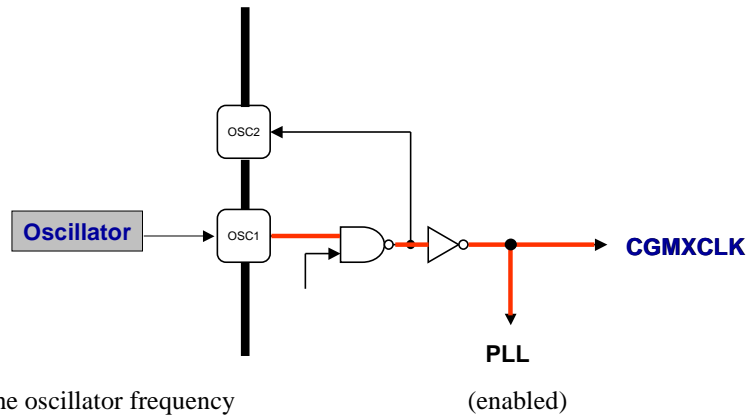 OSC2
Oscillator
OSC1
CGMXCLK
PLL
he oscillator frequency
(enabled)